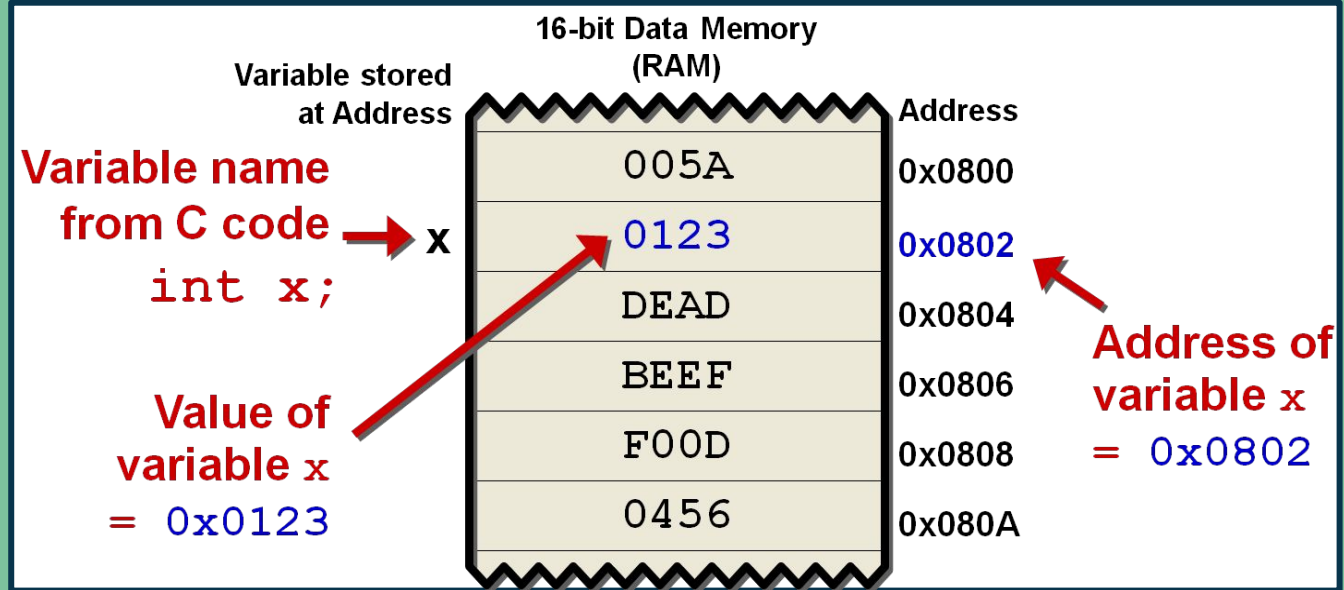 16-bit Data Memory
(RAM)
Variable stored
at Address
Address
Variable name
from C code
int x;
x
005A
0x0800
0123
0x0802
DEAD
0x0804
BEEF
0x0806
F00D
0x0808
0456
0x080A
Value of
variable x
= 0x0123
Address of
variable x
= 0x0802